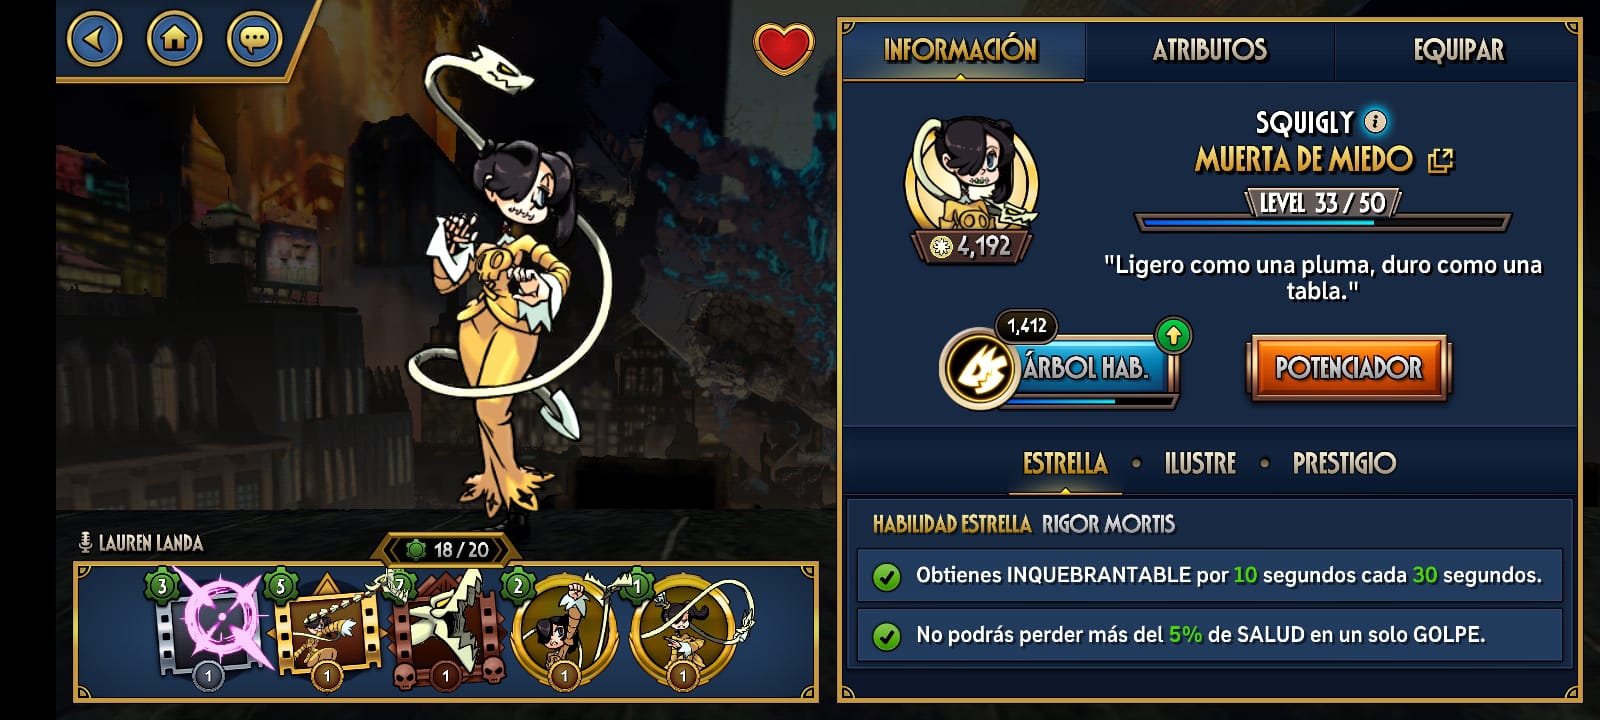 INFORMACIÓN
ATRIBUTOS
EQUIPAR
SQUIGLY
MUERTA DE MIEDO
LEVEL 33 / 50
4,192
"Ligero como una pluma, duro como una
tabla."
1,412
ÁRBOL HAB.
POTENCIADOR
ESTRELLA • ILUSTRE • PRESTIGIO
HABILIDAD ESTRELLA RIGOR MORTIS
Obtienes INQUEBRANTABLE por 10 segundos cada 30 segundos.
No podrás perder más del 5% de SALUD en un solo GOLPE.
LAUREN LANDA
18 / 20
3 5 7 2 1
1 1 1 1 1